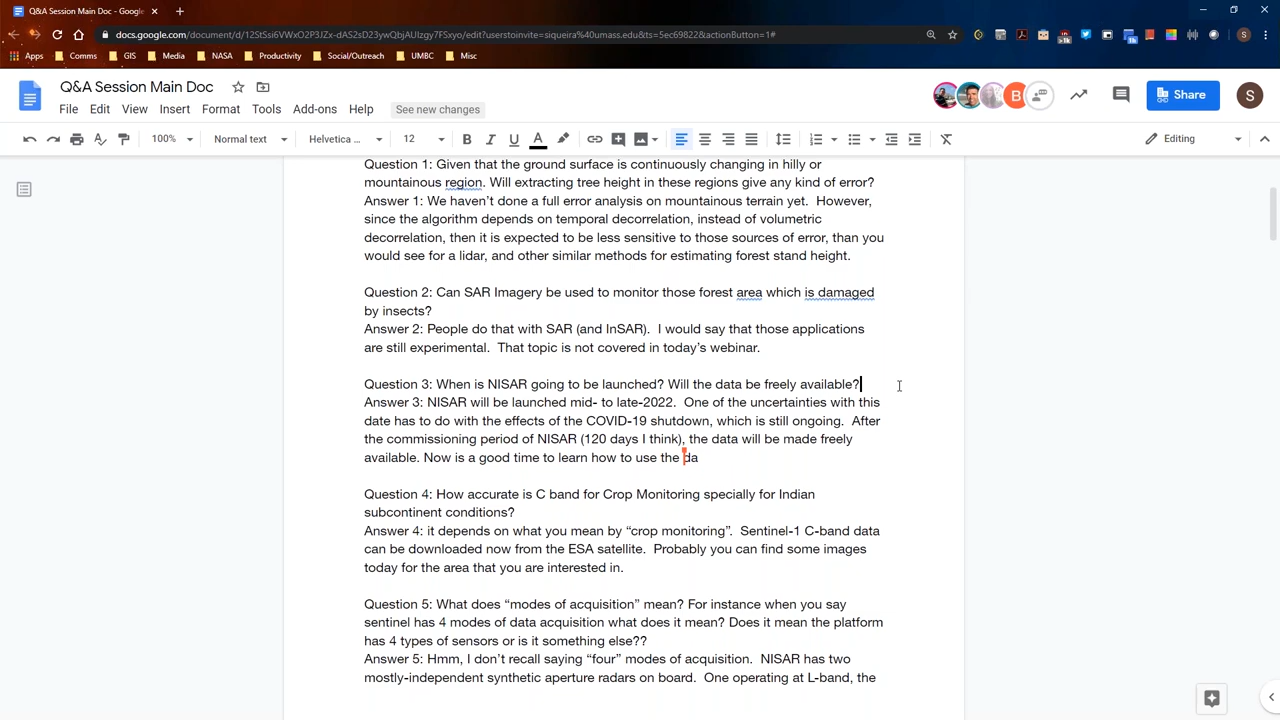 Q&A Session Main Doc - Google
docs.google.com/document/d/12StSsi6VWxO2P3JZx-dAS2sD23ywQbjAUIzgy7FSxyo/edit?userstoinvite=siqueira%40umass.edu&ts=5ec69822&actionButton=1#
Apps Comms GIS Media NASA Productivity Social/Outreach UMBC Misc
Q&A Session Main Doc
File Edit View Insert Format Tools Addons Help See new changes
B Share S
100% Normal text Helvetica ... 12 B I U A Editing
Question 1: Given that the ground surface is continuously changing in hilly or
mountainous region. Will extracting tree height in these regions give any kind of error?
Answer 1: We haven’t done a full error analysis on mountainous terrain yet. However,
since the algorithm depends on temporal decorrelation, instead of volumetric
decorrelation, then it is expected to be less sensitive to those sources of error, than you
would see for a lidar, and other similar methods for estimating forest stand height.
Question 2: Can SAR Imagery be used to monitor those forest area which is damaged
by insects?
Answer 2: People do that with SAR (and InSAR). I would say that those applications
are still experimental. That topic is not covered in today’s webinar.
Question 3: When is NISAR going to be launched? Will the data be freely available?
Answer 3: NISAR will be launched mid- to late-2022. One of the uncertainties with this
date has to do with the effects of the COVID-19 shutdown, which is still ongoing. After
the commissioning period of NISAR (120 days I think), the data will be made freely
available. Now is a good time to learn how to use the da
Question 4: How accurate is C band for Crop Monitoring specially for Indian
subcontinent conditions?
Answer 4: it depends on what you mean by “crop monitoring”. Sentinel-1 C-band data
can be downloaded now from the ESA satellite. Probably you can find some images
today for the area that you are interested in.
Question 5: What does “modes of acquisition” mean? For instance when you say
sentinel has 4 modes of data acquisition what does it mean? Does it mean the platform
has 4 types of sensors or is it something else??
Answer 5: Hmm, I don’t recall saying “four” modes of acquisition. NISAR has two
mostly-independent synthetic aperture radars on board. One operating at L-band, the